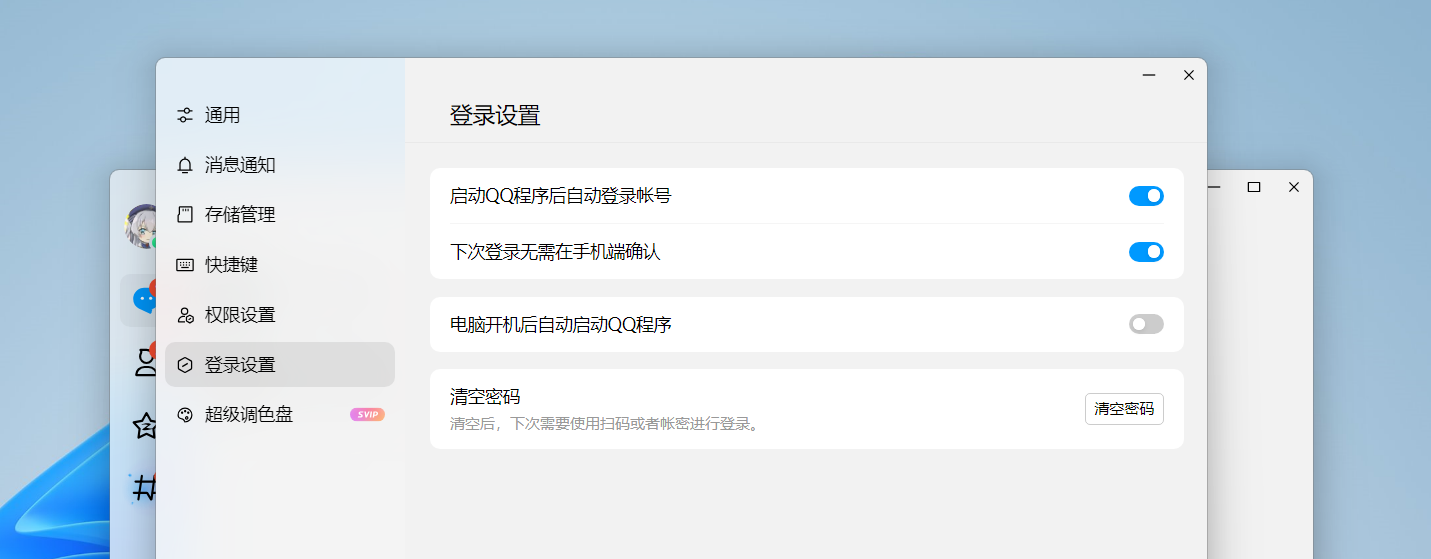 通用
消息通知
存储管理
快捷键
权限设置
登录设置
超级调色盘 SVIP
登录设置
启动QQ程序后自动登录帐号
下次登录无需在手机端确认
电脑开机后自动启动QQ程序
清空密码
清空后，下次需要使用扫码或者帐密进行登录。
清空密码